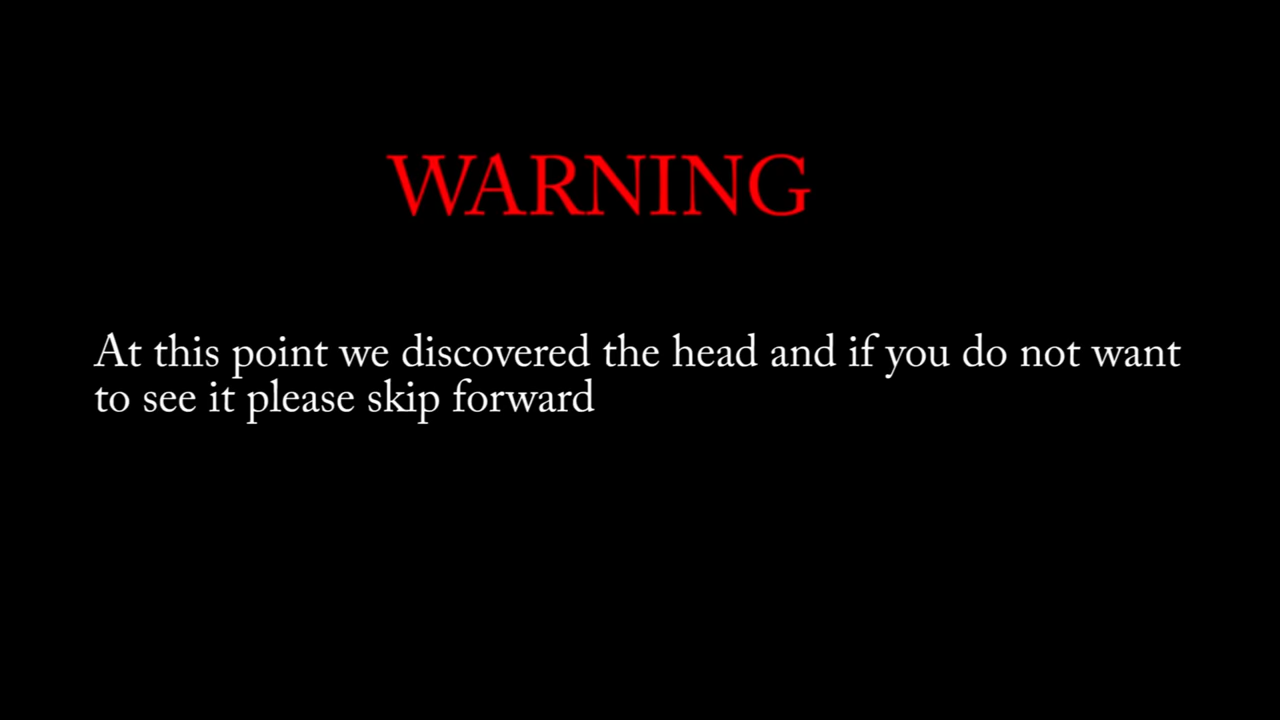 WARNING
At this point we discovered the head and if you do not want
to see it please skip forward